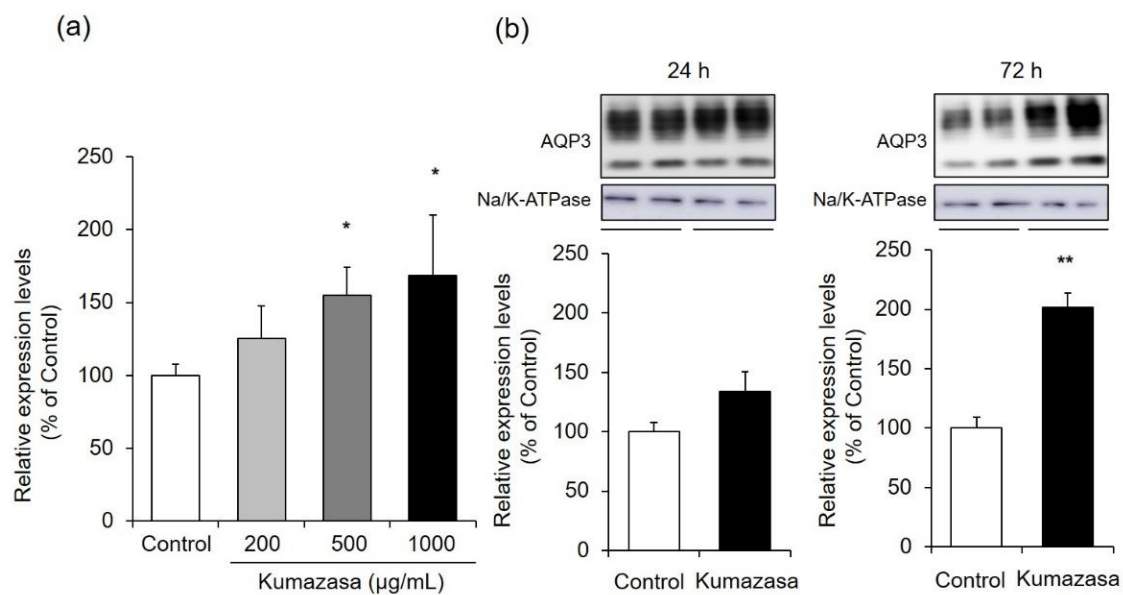 (a)
Relative expression levels
(% of Control)
250
200
150
100
50
0
*
*
Control 200 500 1000
Kumazasa (µg/mL)
(b)
24 h
AQP3
Na/K-ATPase
Relative expression levels
(% of Control)
250
200
150
100
50
0
Control Kumazasa
72 h
AQP3
Na/K-ATPase
Relative expression levels
(% of Control)
250
200
150
100
50
0
**
Control Kumazasa